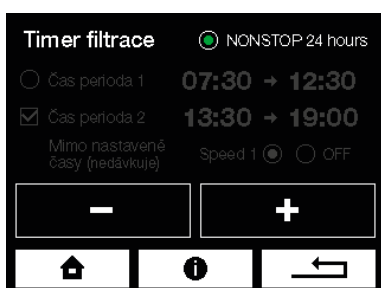 Timer filtrace NONSTOP 24 hours
Čas perioda 1 07:30 → 12:30
Čas perioda 2 13:30 → 19:00
Mimo nastavené
časy (nedávkuje) Speed 1 OFF
− +